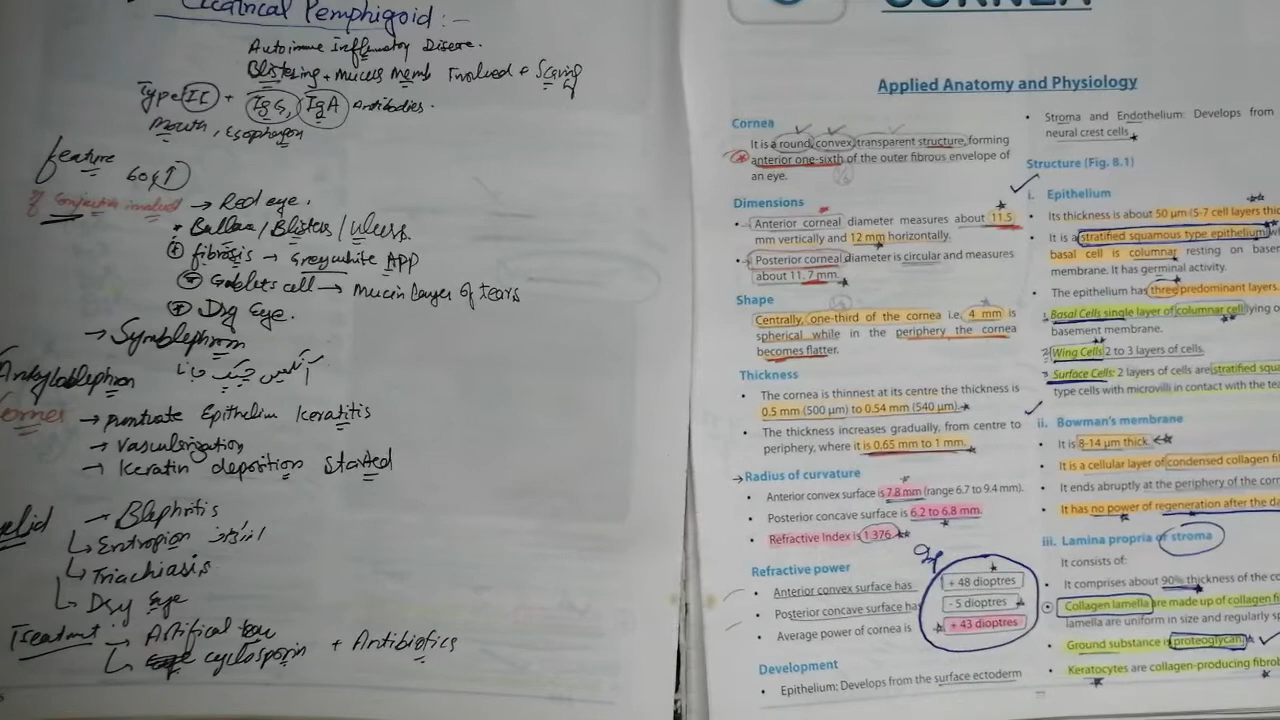 Cicatrical Pemphigoid :-
Autoimmune Inflamatory Disease.
Blistering + Mucus Memb Involved + Scaring
Type II + IgG, IgA Antibodies.
Mouth, Esophagon
feature
60y↑
If Conjuctiva involved → Red eye.
Bullae/Blisters/Ulcers.
fibrosis → Greywhite APP
Goblets cell → Mucin layer of tears
Dry Eye.
→ Symblephron
Ankyloblephron
→ puntuate Epithelium Keratitis
→ vascularization
→ Keratin deposition Started
→ Blephritis
Entropion
Triachiasis
Dry Eye
Treatment → Artifical tear
cyclosporin + Antibiotics
CORNEA
Applied Anatomy and Physiology
Cornea
It is a round, convex, transparent structure, forming
anterior one-sixth of the outer fibrous envelope of
an eye.
Dimensions
• Anterior corneal diameter measures about 11.5
mm vertically and 12 mm horizontally.
• Posterior corneal diameter is circular and measures
about 11.7 mm.
Shape
Centrally, one-third of the cornea i.e. 4 mm is
spherical while in the periphery the cornea
becomes flatter.
Thickness
• The cornea is thinnest at its centre the thickness is
0.5 mm (500 µm) to 0.54 mm (540 µm).
• The thickness increases gradually, from centre to
periphery, where it is 0.65 mm to 1 mm.
→ Radius of curvature
• Anterior convex surface is 7.8 mm (range 6.7 to 9.4 mm).
• Posterior concave surface is 6.2 to 6.8 mm.
• Refractive Index is 1.376
Refractive power
• Anterior convex surface has + 48 dioptres
• Posterior concave surface has - 5 dioptres
• Average power of cornea is + 43 dioptres
Development
• Epithelium: Develops from the surface ectoderm
• Stroma and Endothelium: Develops from
neural crest cells
Structure (Fig. 8.1)
i. Epithelium
• Its thickness is about 50 µm (5-7 cell layers
• It is a stratified squamous type epithelium
basal cell is columnar resting on
membrane. It has germinal activity.
• The epithelium has three predominant layers.
1. Basal Cells single layer of columnar cell lying
basement membrane.
2 Wing Cells 2 to 3 layers of cells.
3 Surface Cells: 2 layers of cells are stratified
type cells with microvilli in contact with the
ii. Bowman's membrane
• It is 8-14 µm thick.
• It is a cellular layer of condensed collagen
• It ends abruptly at the periphery of the
• It has no power of regeneration after the
iii. Lamina propria or stroma
It consists of:
• It comprises about 90% thickness of the
Collagen lamella are made up of collagen
lamella are uniform in size and regularly
• Ground substance is proteoglycan.
• Keratocytes are collagen-producing